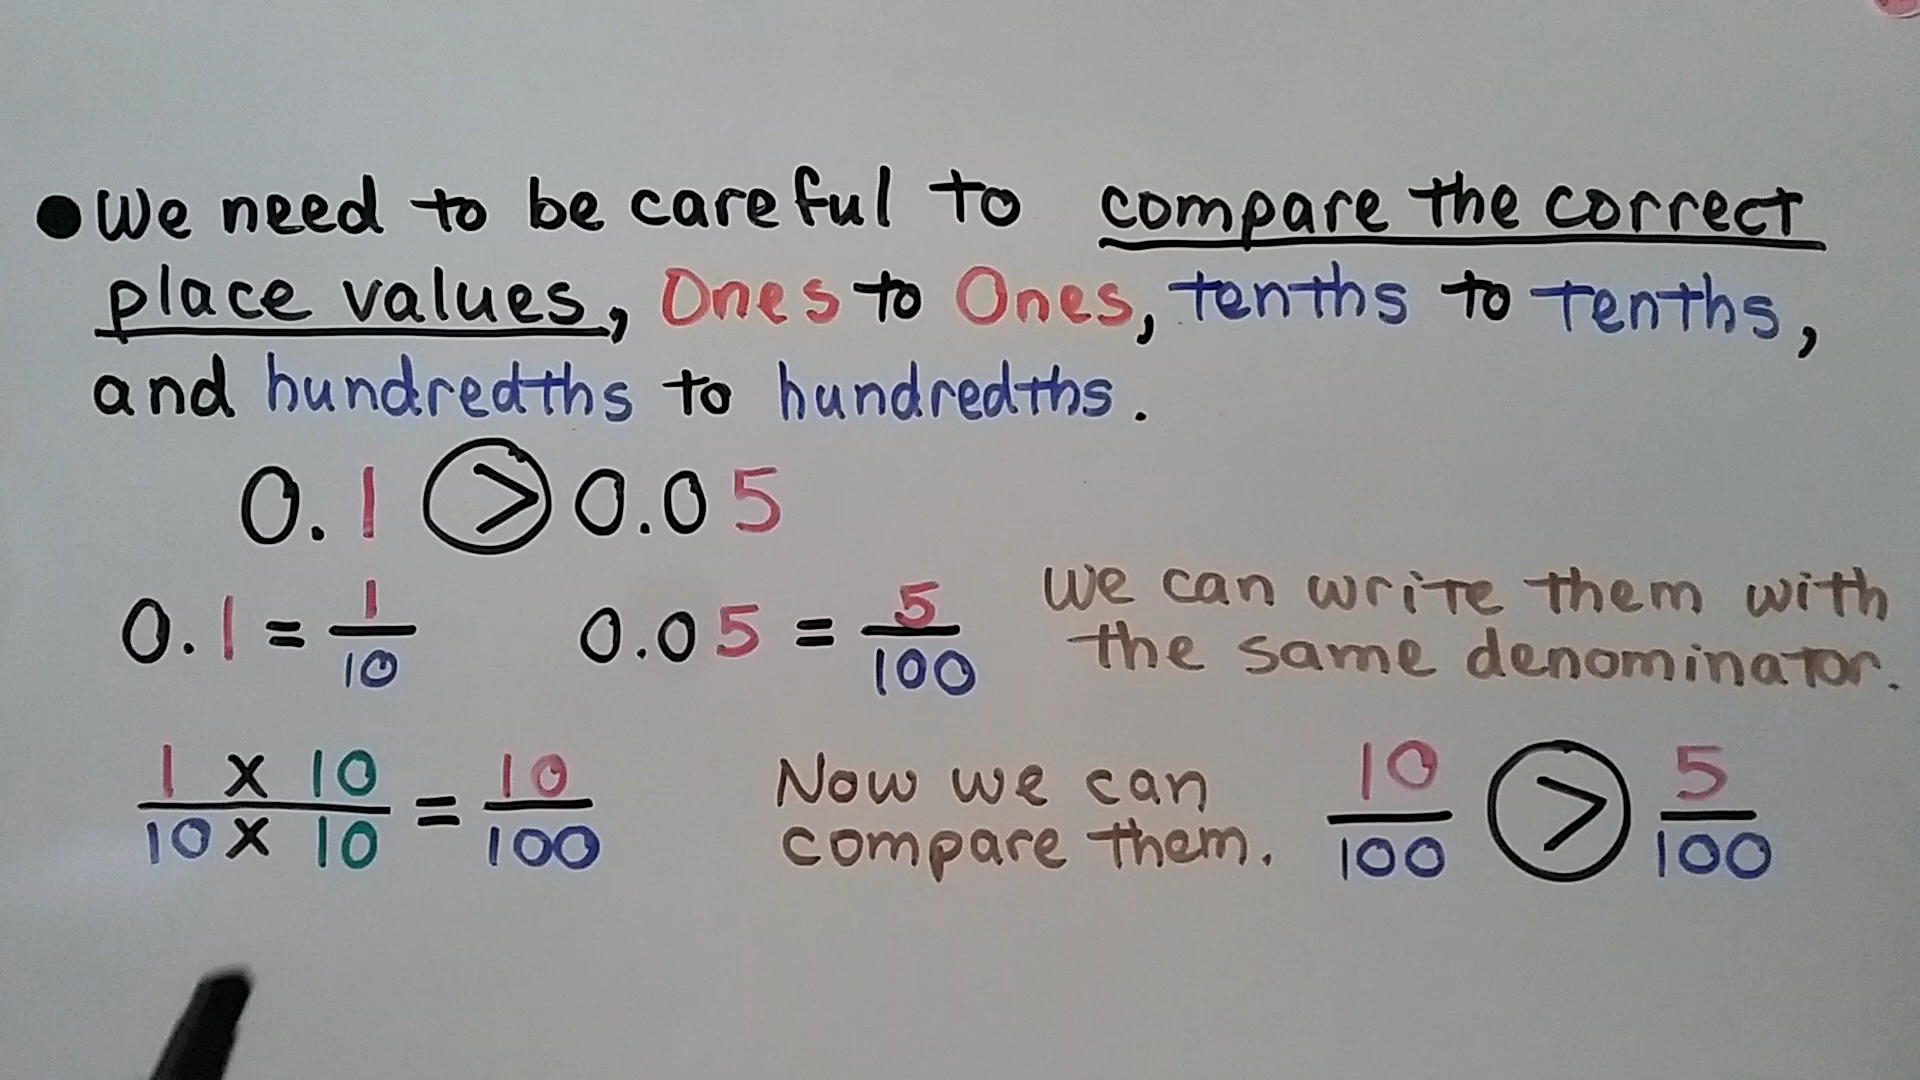 ● We need to be careful to compare the correct
place values, Ones to Ones, tenths to tenths,
and hundredths to hundredths.
0.1 > 0.05
0.1 = 1/10 0.05 = 5/100 We can write them with
the same denominator.
1 x 10 / 10 x 10 = 10/100 Now we can
compare them. 10/100 > 5/100